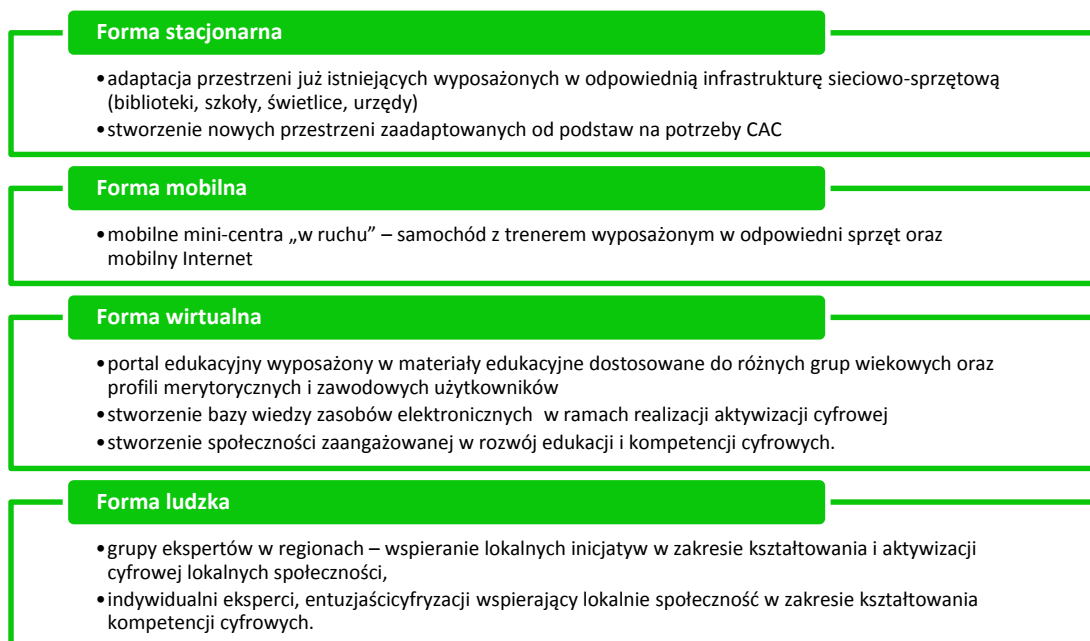 Forma stacjonarna
•adaptacja przestrzeni już istniejących wyposażonych w odpowiednią infrastrukturę sieciowo-sprzętową
(biblioteki, szkoły, świetlice, urzędy)
•stworzenie nowych przestrzeni zaadaptowanych od podstaw na potrzeby CAC
Forma mobilna
•mobilne mini-centra „w ruchu” – samochód z trenerem wyposażonym w odpowiedni sprzęt oraz
mobilny Internet
Forma wirtualna
•portal edukacyjny wyposażony w materiały edukacyjne dostosowane do różnych grup wiekowych oraz
profili merytorycznych i zawodowych użytkowników
•stworzenie bazy wiedzy zasobów elektronicznych w ramach realizacji aktywizacji cyfrowej
•stworzenie społeczności zaangażowanej w rozwój edukacji i kompetencji cyfrowych.
Forma ludzka
•grupy ekspertów w regionach – wspieranie lokalnych inicjatyw w zakresie kształtowania i aktywizacji
cyfrowej lokalnych społeczności,
•indywidualni eksperci, entuzjaścicyfryzacji wspierający lokalnie społeczność w zakresie kształtowania
kompetencji cyfrowych.